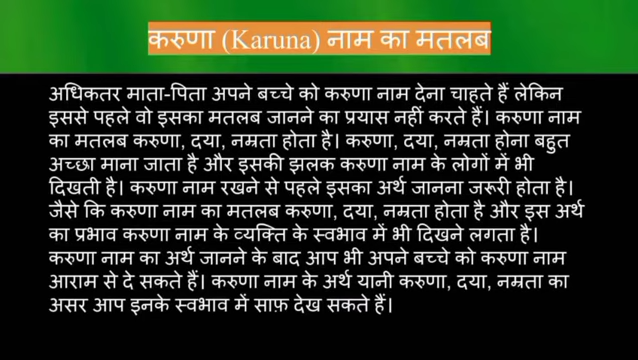 करुणा (Karuna) नाम का मतलब
अधिकतर माता-पिता अपने बच्चे को करुणा नाम देना चाहते हैं लेकिन
इससे पहले वो इसका मतलब जानने का प्रयास नहीं करते हैं। करुणा नाम
का मतलब करुणा, दया, नम्रता होता है। करुणा, दया, नम्रता होना बहुत
अच्छा माना जाता है और इसकी झलक करुणा नाम के लोगों में भी
दिखती है। करुणा नाम रखने से पहले इसका अर्थ जानना जरूरी होता है।
जैसे कि करुणा नाम का मतलब करुणा, दया, नम्रता होता है और इस अर्थ
का प्रभाव करुणा नाम के व्यक्ति के स्वभाव में भी दिखने लगता है।
करुणा नाम का अर्थ जानने के बाद आप भी अपने बच्चे को करुणा नाम
आराम से दे सकते हैं। करुणा नाम के अर्थ यानी करुणा, दया, नम्रता का
असर आप इनके स्वभाव में साफ़ देख सकते हैं।